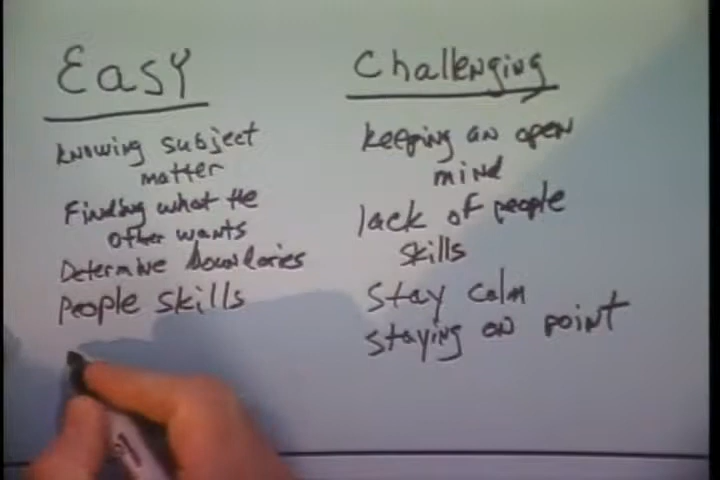 Easy
knowing subject
matter
Finding what the
other wants
Determine boundaries
People skills
Challenging
keeping an open
mind
lack of people
skills
Stay calm
staying on point